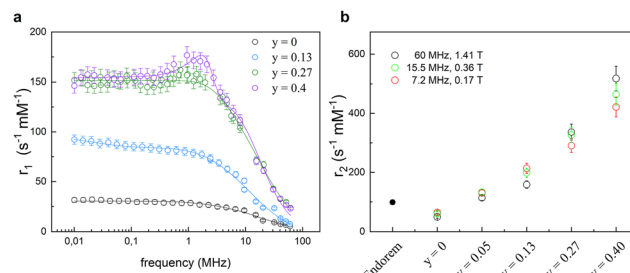 a
200
150
100
50
0
r₁ (s⁻¹ mM⁻¹)
y = 0
y = 0.13
y = 0.27
y = 0.4
0,01
0,1
1
10
100
frequency (MHz)
b
600
400
200
0
r₂ (s⁻¹ mM⁻¹)
60 MHz, 1.41 T
15.5 MHz, 0.36 T
7.2 MHz, 0.17 T
y = 0
y = 0.05
y = 0.13
y = 0.27
y = 0.40